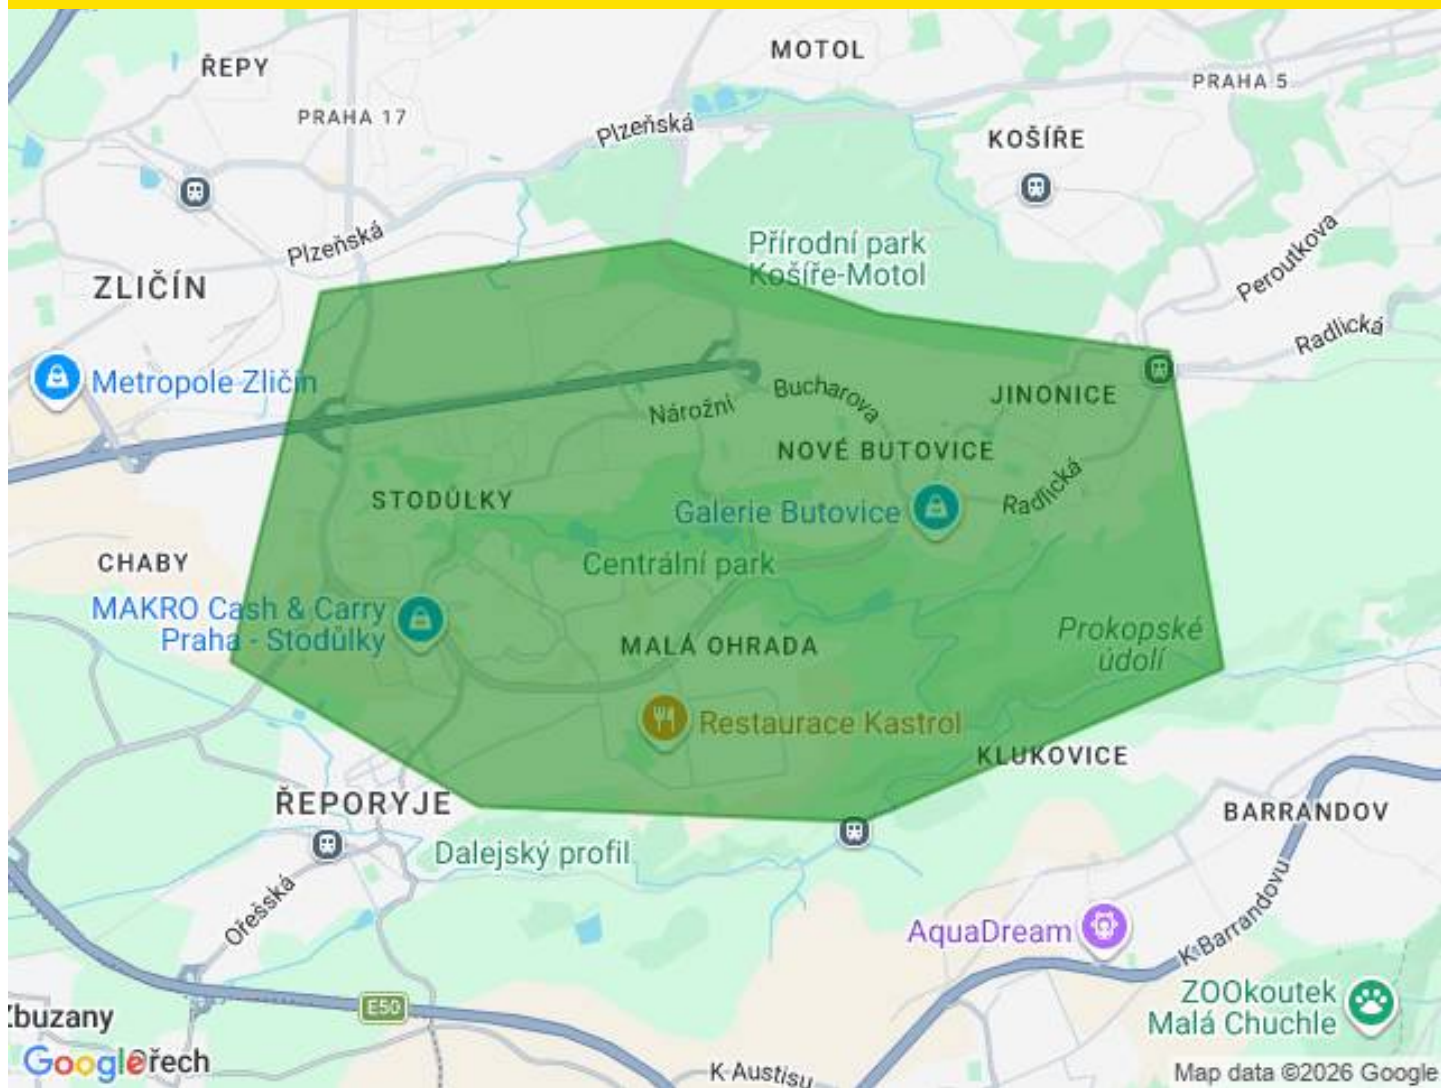 MOTOL
ŘEPY
PRAHA 5
PRAHA 17
Plzeňská
KOŠÍŘE
Plzeňská
Přírodní park
Košíře-Motol
Peroutkova
ZLIČÍN
Radlická
Metropole Zličín
Bucharova
JINONICE
Nárožní
NOVÉ BUTOVICE
STODŮLKY
Radlická
Galerie Butovice
CHABY
Centrální park
MAKRO Cash & Carry
Praha - Stodůlky
MALÁ OHRADA
Prokopské
údolí
Restaurace Kastrol
KLUKOVICE
ŘEPORYJE
BARRANDOV
Dalejský profil
Ořešská
AquaDream
K Barrandovu
ZOOkoutek
Malá Chuchle
E50
Zbuzany
Google
Ořech
K Austisu
Map data ©2026 Google